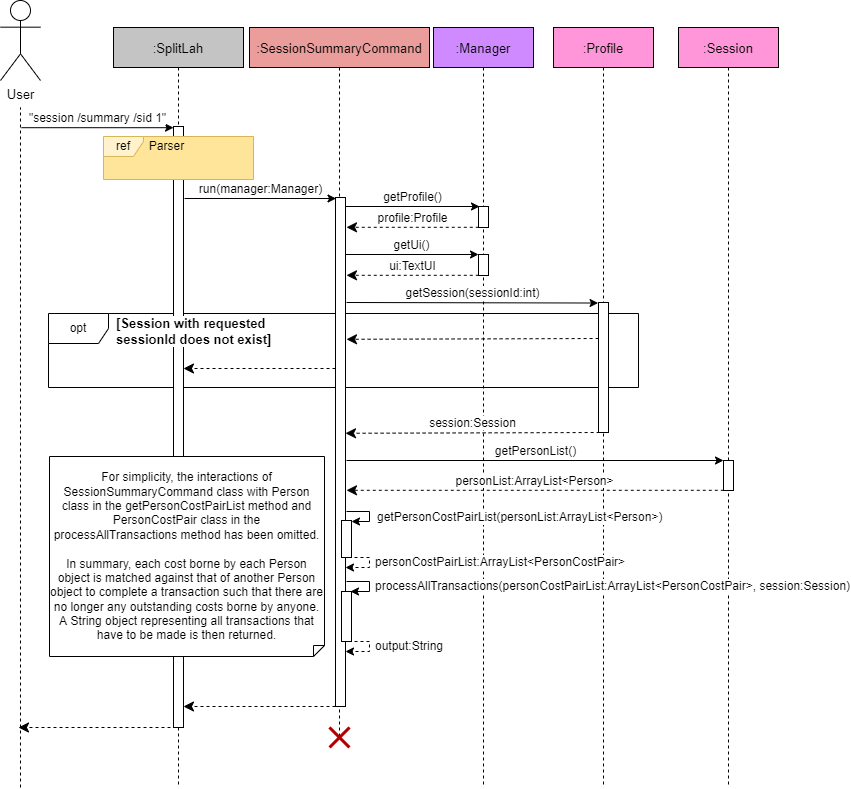 :SplitLah
:SessionSummaryCommand
:Manager
:Profile
:Session
User
"session /summary /sid 1"
ref
Parser
run(manager:Manager)
getProfile()
profile:Profile
getUi()
ui:TextUI
getSession(sessionId:int)
opt
[Session with requested
sessionId does not exist]
session:Session
getPersonList()
personList:ArrayList<Person>
For simplicity, the interactions of
SessionSummaryCommand class with Person
class in the getPersonCostPairList method and
PersonCostPair class in the
processAllTransactions method has been omitted.
In summary, each cost borne by each Person
object is matched against that of another Person
object to complete a transaction such that there are
no longer any outstanding costs borne by anyone.
A String object representing all transactions that
have to be made is then returned.
getPersonCostPairList(personList:ArrayList<Person>)
personCostPairList:ArrayList<PersonCostPair>
processAllTransactions(personCostPairList:ArrayList<PersonCostPair>, session:Session)
output:String